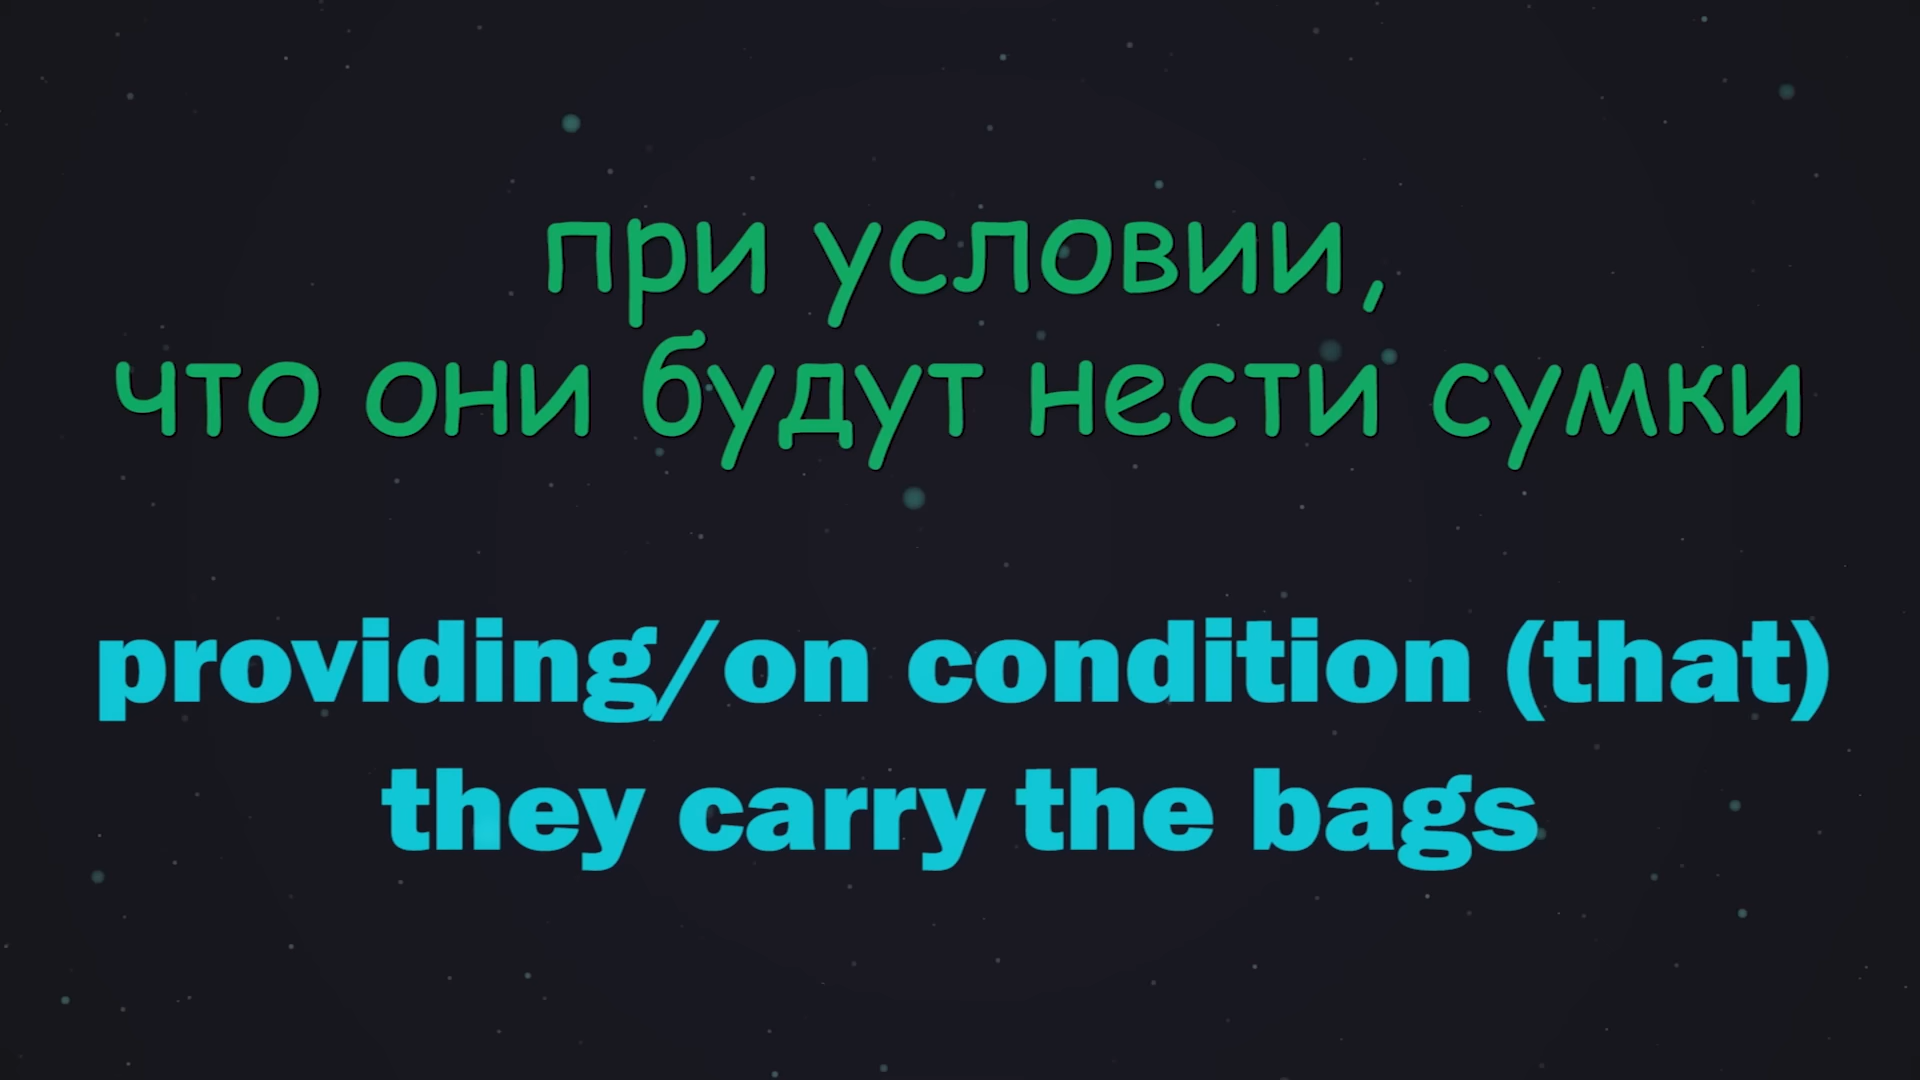 при условии,
что они будут нести сумки
providing/on condition (that)
they carry the bags